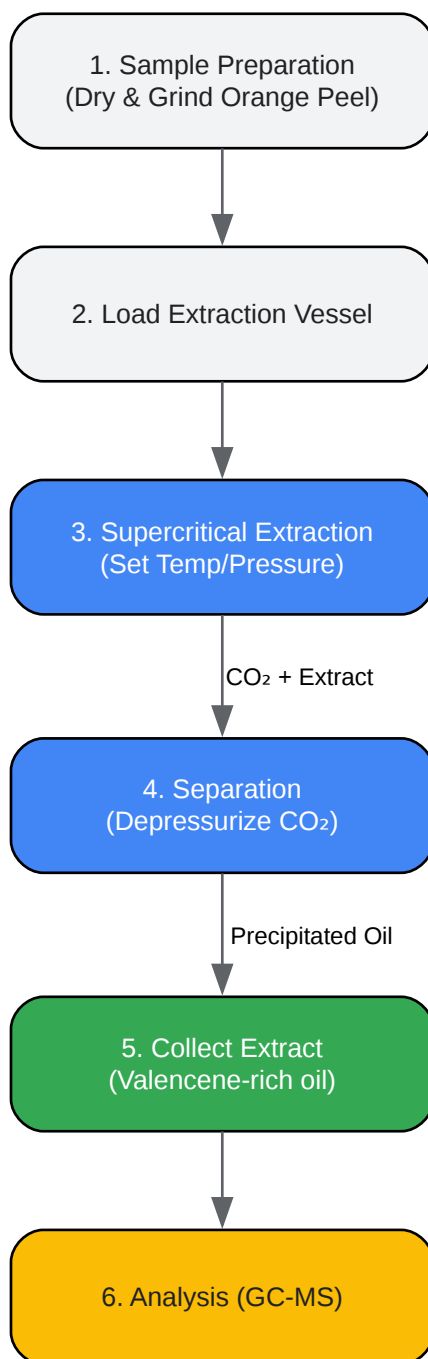 1. Sample Preparation
(Dry & Grind Orange Peel)
2. Load Extraction Vessel
3. Supercritical Extraction
(Set Temp/Pressure)
CO₂ + Extract
4. Separation
(Depressurize CO₂)
Precipitated Oil
5. Collect Extract
(Valencene-rich oil)
6. Analysis (GC-MS)